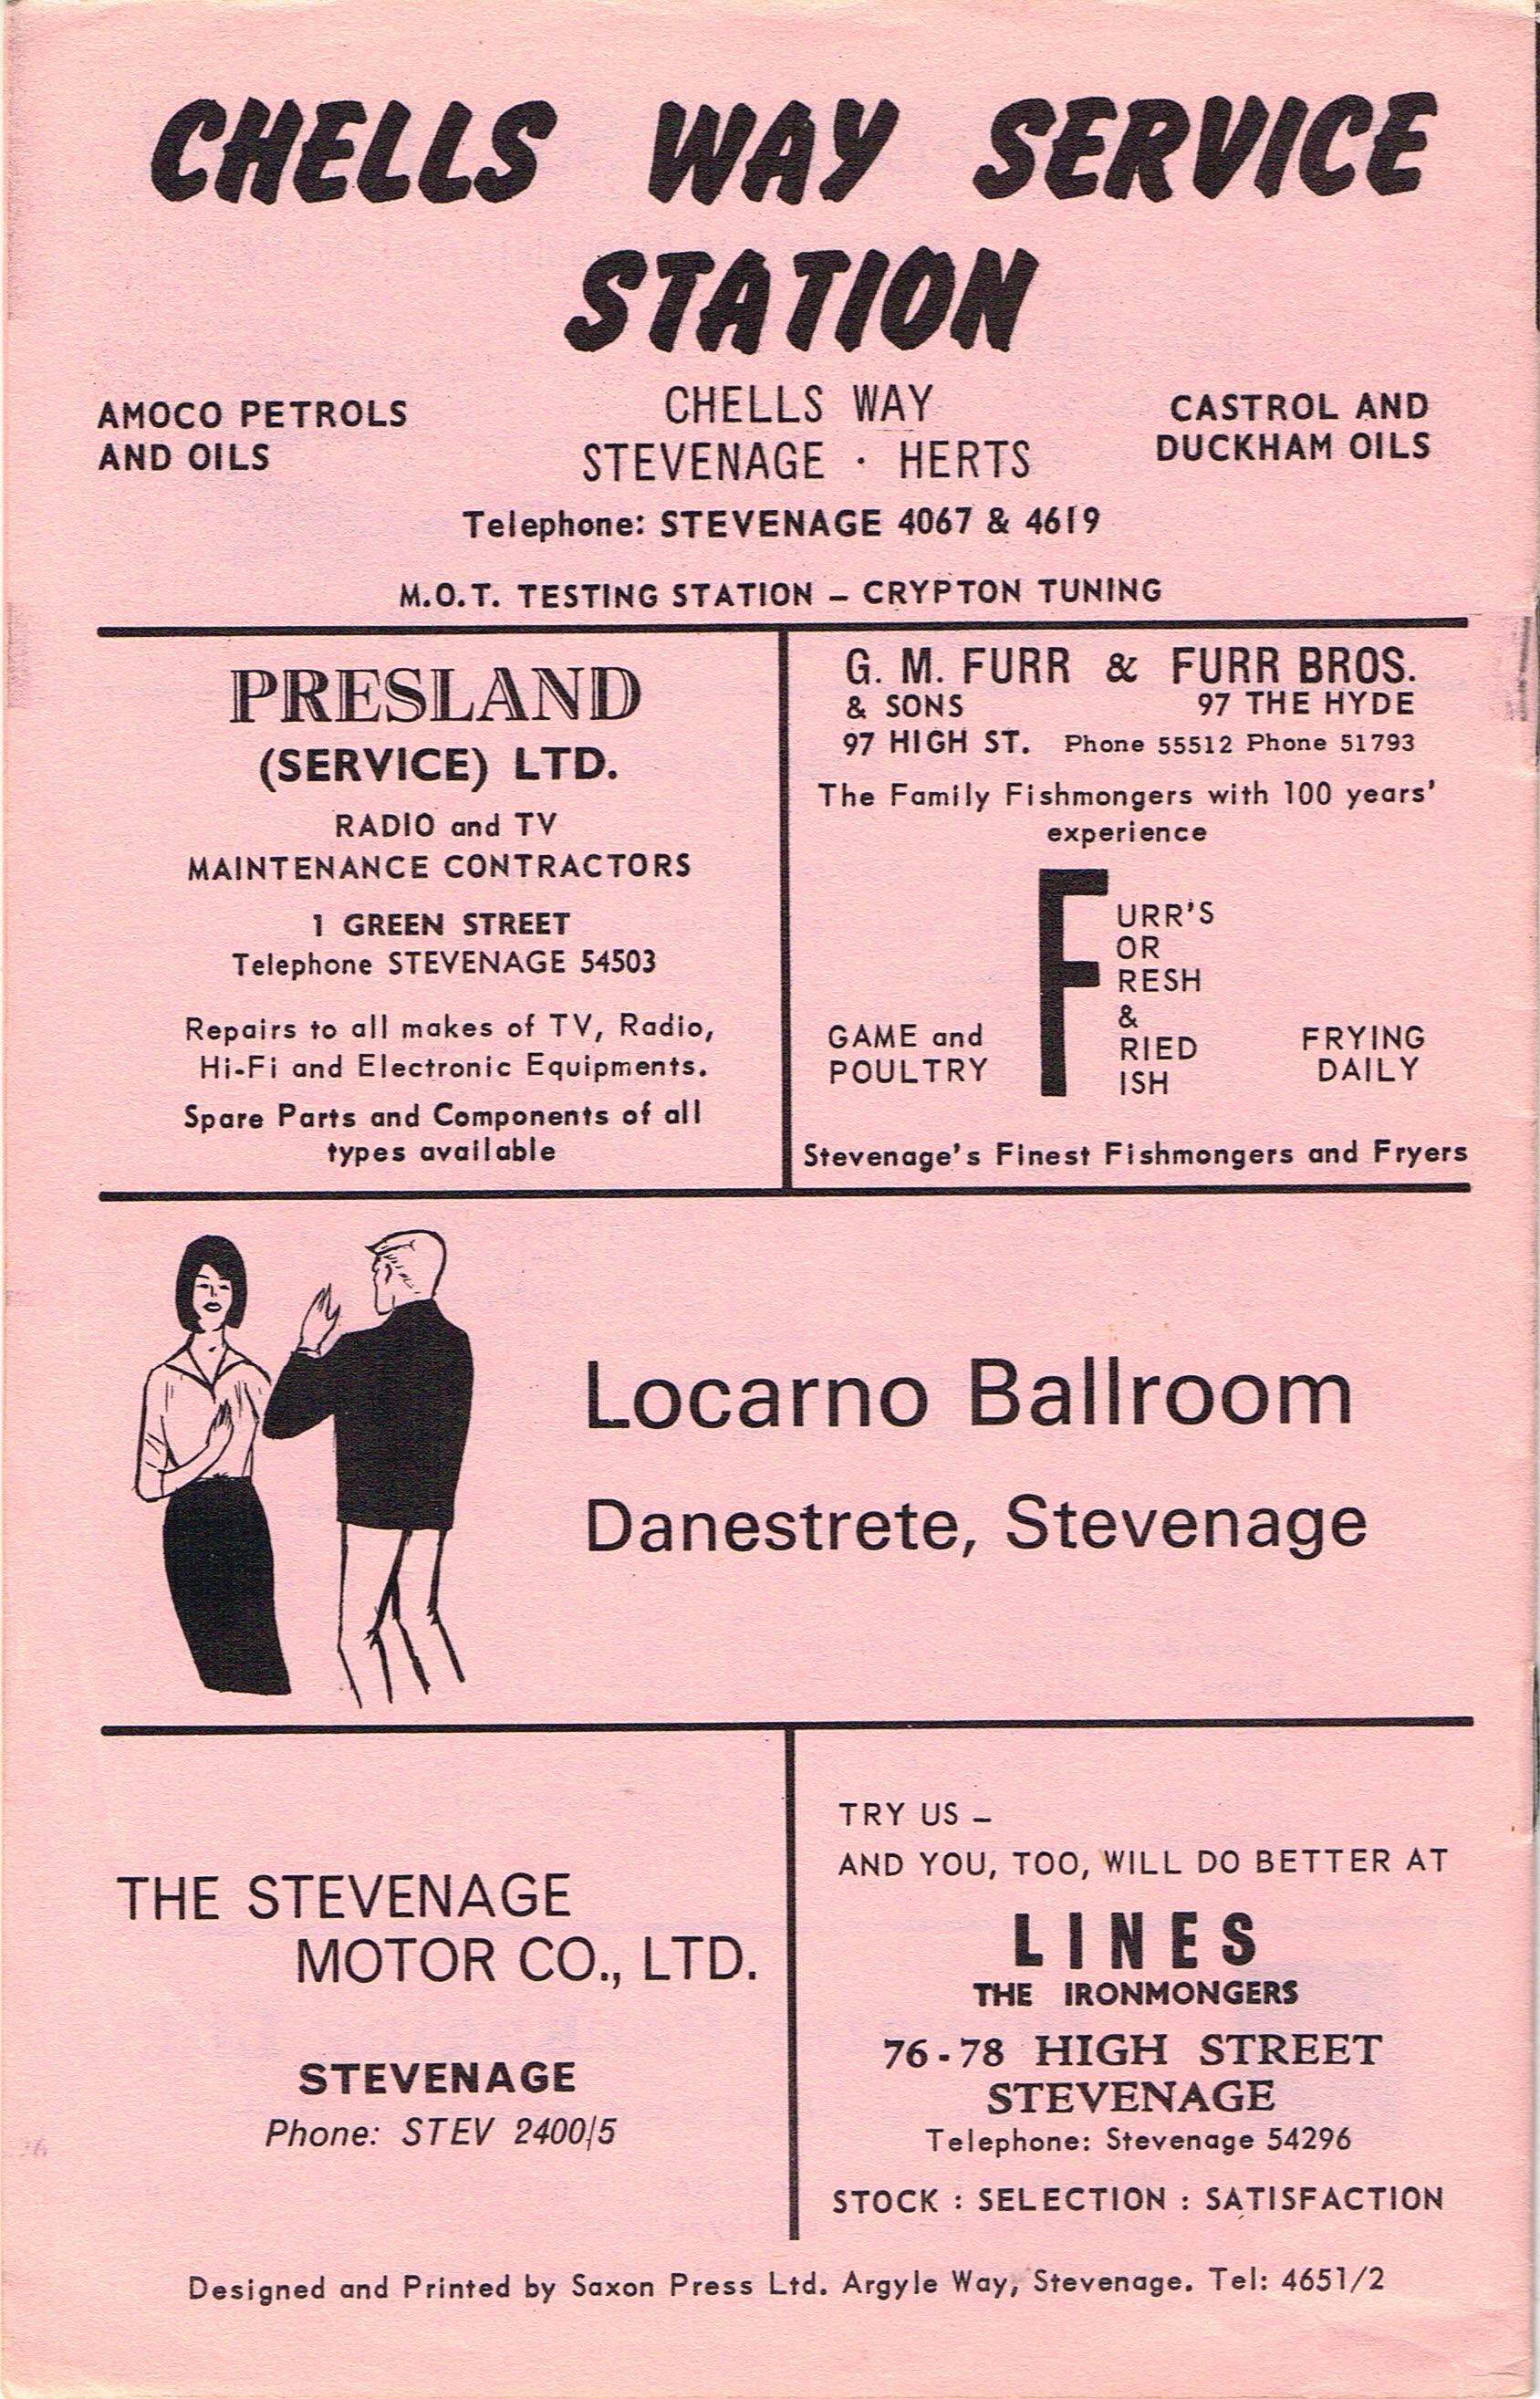 CHELLS WAY SERVICE
STATION
AMOCO PETROLS
AND OILS
CHELLS WAY
STEVENAGE · HERTS
CASTROL AND
DUCKHAM OILS
Telephone: STEVENAGE 4067 & 4619
M.O.T. TESTING STATION – CRYPTON TUNING
PRESLAND
(SERVICE) LTD.
RADIO and TV
MAINTENANCE CONTRACTORS
1 GREEN STREET
Telephone STEVENAGE 54503
Repairs to all makes of TV, Radio,
Hi-Fi and Electronic Equipments.
Spare Parts and Components of all
types available
G. M. FURR & FURR BROS.
& SONS 97 THE HYDE
97 HIGH ST. Phone 55512 Phone 51793
The Family Fishmongers with 100 years'
experience
FURR'S
OR
RESH
&
RIED
ISH
GAME and
POULTRY
FRYING
DAILY
Stevenage's Finest Fishmongers and Fryers
Locarno Ballroom
Danestrete, Stevenage
THE STEVENAGE
MOTOR CO., LTD.
STEVENAGE
Phone: STEV 2400/5
TRY US –
AND YOU, TOO, WILL DO BETTER AT
LINES
THE IRONMONGERS
76-78 HIGH STREET
STEVENAGE
Telephone: Stevenage 54296
STOCK : SELECTION : SATISFACTION
Designed and Printed by Saxon Press Ltd. Argyle Way, Stevenage. Tel: 4651/2